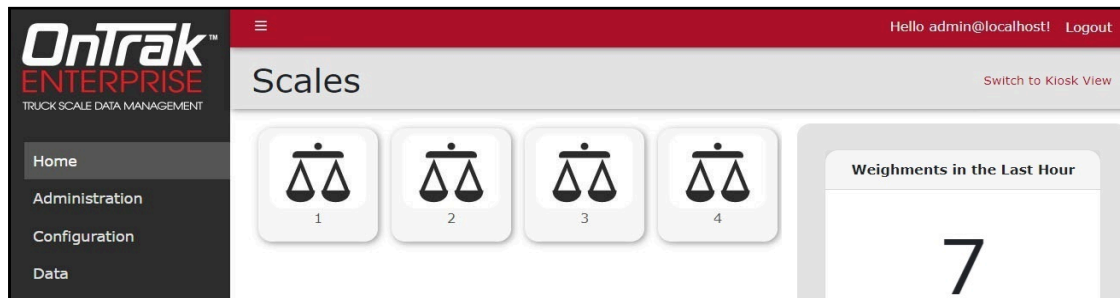 OnTrak™
ENTERPRISE
TRUCK SCALE DATA MANAGEMENT
Home
Administration
Configuration
Data
Hello admin@localhost! Logout
Scales
Switch to Kiosk View
1 2 3 4
Weighments in the Last Hour
7